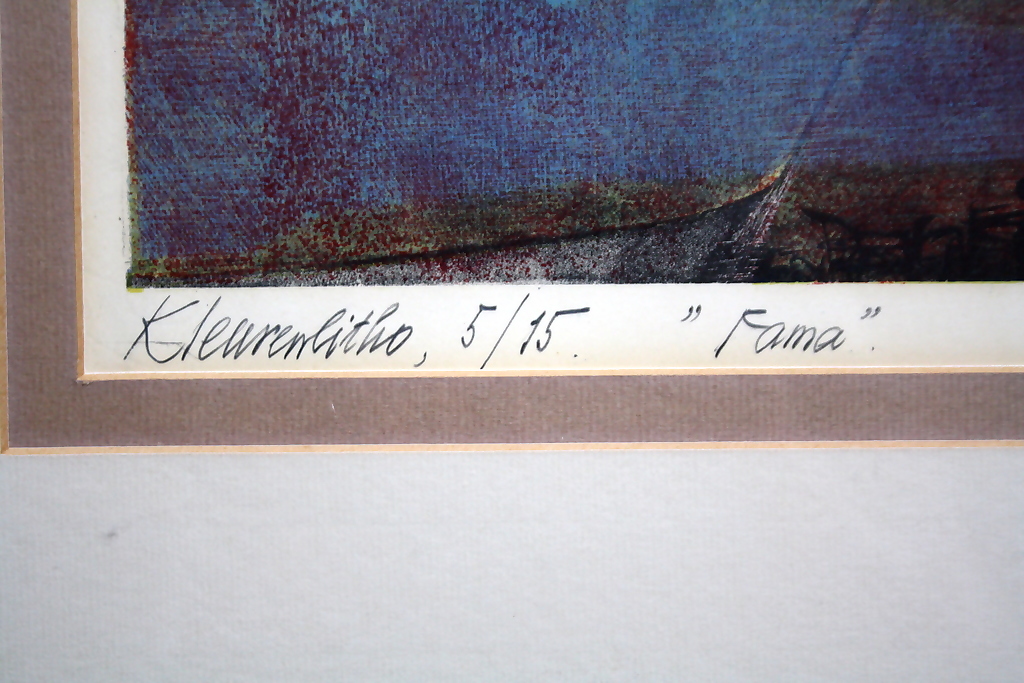 Kleurenlitho, 5/15. " Fama".